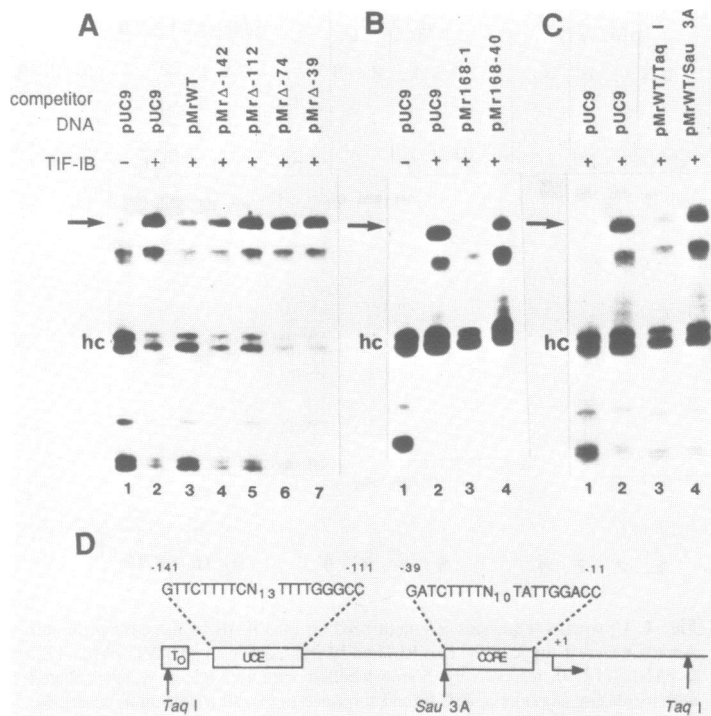 A B C
competitor DNA
pUC9 pUC9 pMrWT pMrΔ-142 pMrΔ-112 pMrΔ-74 pMrΔ-39
pUC9 pUC9 pMr168-1 pMr168-40
pUC9 pUC9 pMrWT/Taq I pMrWT/Sau 3A
TIF-IB − + + + + + + − + + + + + + +
hc hc hc
1 2 3 4 5 6 7 1 2 3 4 1 2 3 4
D
-141 -111 -39 -11
GTTCTTTTCN13TTTTGGGCC GATCTTTTN10TATTGGACC
TO UCE CORE +1
Taq I Sau 3A Taq I